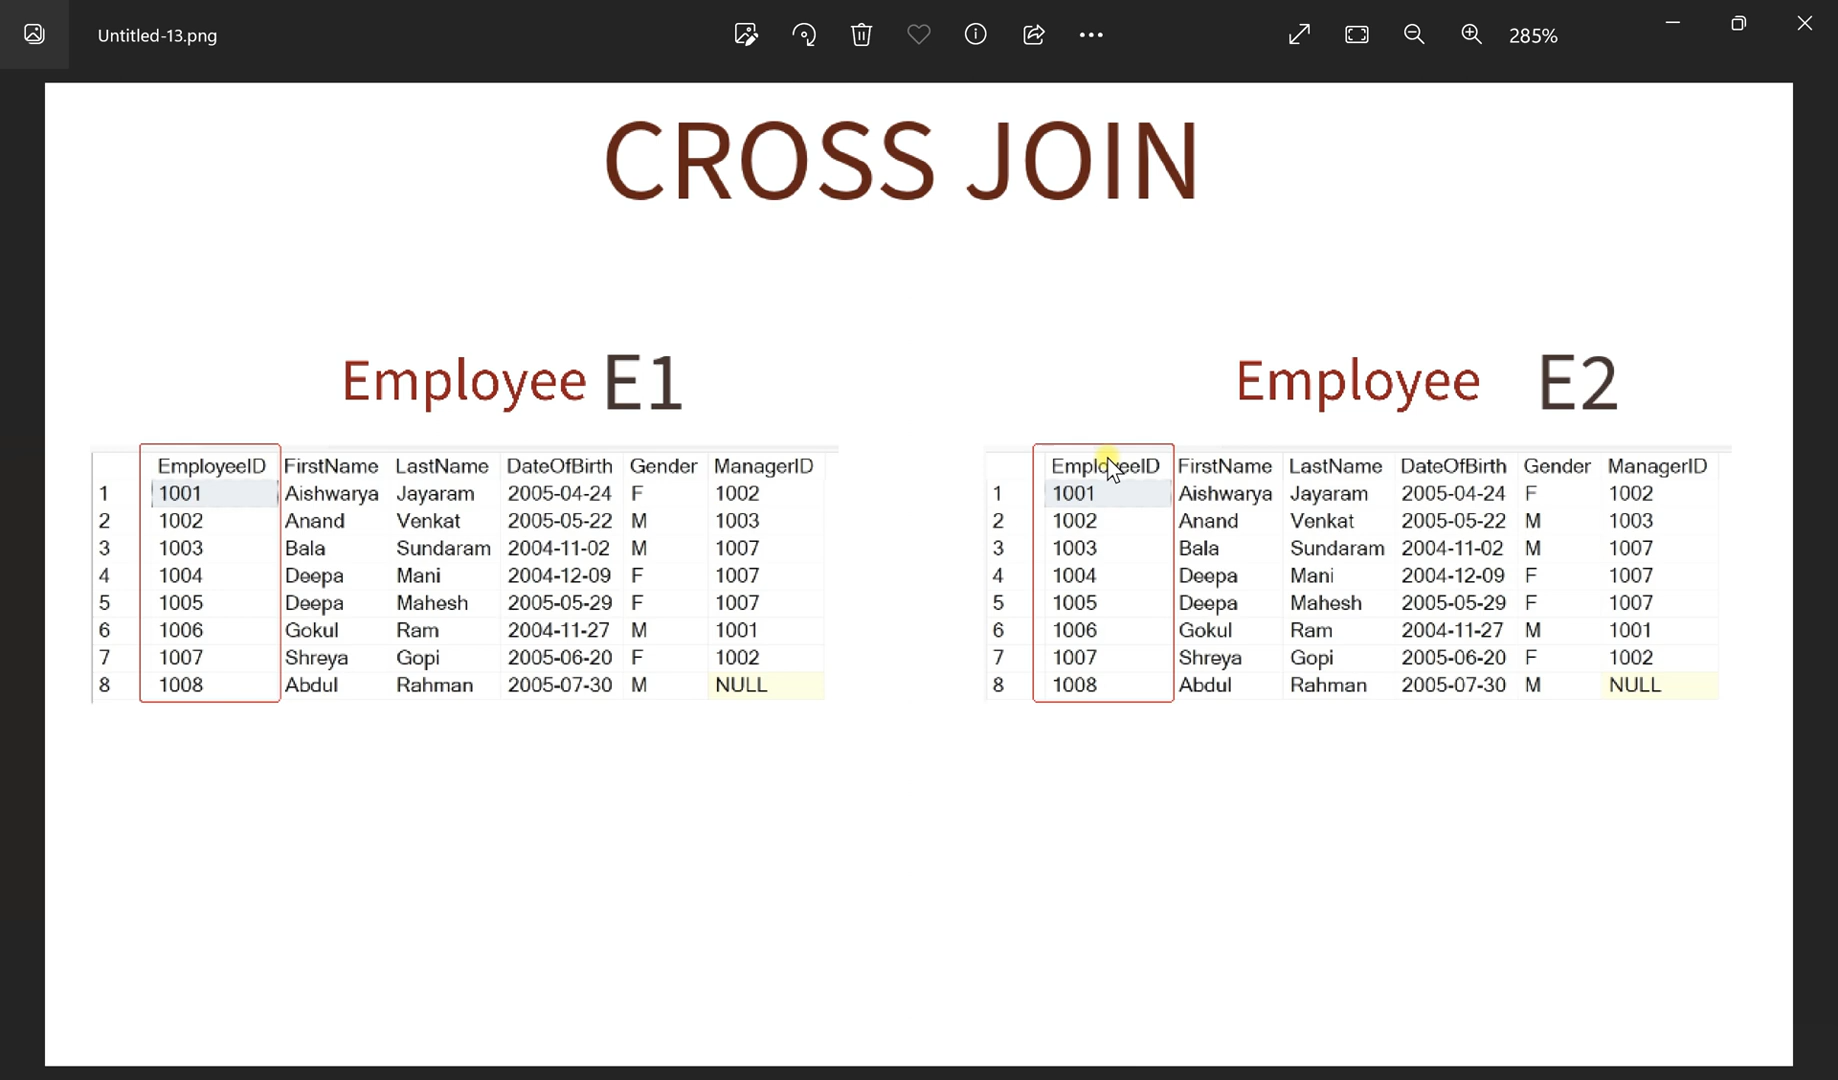 Untitled-13.png
285%
CROSS JOIN
Employee E1
EmployeeID FirstName LastName DateOfBirth Gender ManagerID
1 1001 Aishwarya Jayaram 2005-04-24 F 1002
2 1002 Anand Venkat 2005-05-22 M 1003
3 1003 Bala Sundaram 2004-11-02 M 1007
4 1004 Deepa Mani 2004-12-09 F 1007
5 1005 Deepa Mahesh 2005-05-29 F 1007
6 1006 Gokul Ram 2004-11-27 M 1001
7 1007 Shreya Gopi 2005-06-20 F 1002
8 1008 Abdul Rahman 2005-07-30 M NULL
Employee E2
EmployeeID FirstName LastName DateOfBirth Gender ManagerID
1 1001 Aishwarya Jayaram 2005-04-24 F 1002
2 1002 Anand Venkat 2005-05-22 M 1003
3 1003 Bala Sundaram 2004-11-02 M 1007
4 1004 Deepa Mani 2004-12-09 F 1007
5 1005 Deepa Mahesh 2005-05-29 F 1007
6 1006 Gokul Ram 2004-11-27 M 1001
7 1007 Shreya Gopi 2005-06-20 F 1002
8 1008 Abdul Rahman 2005-07-30 M NULL